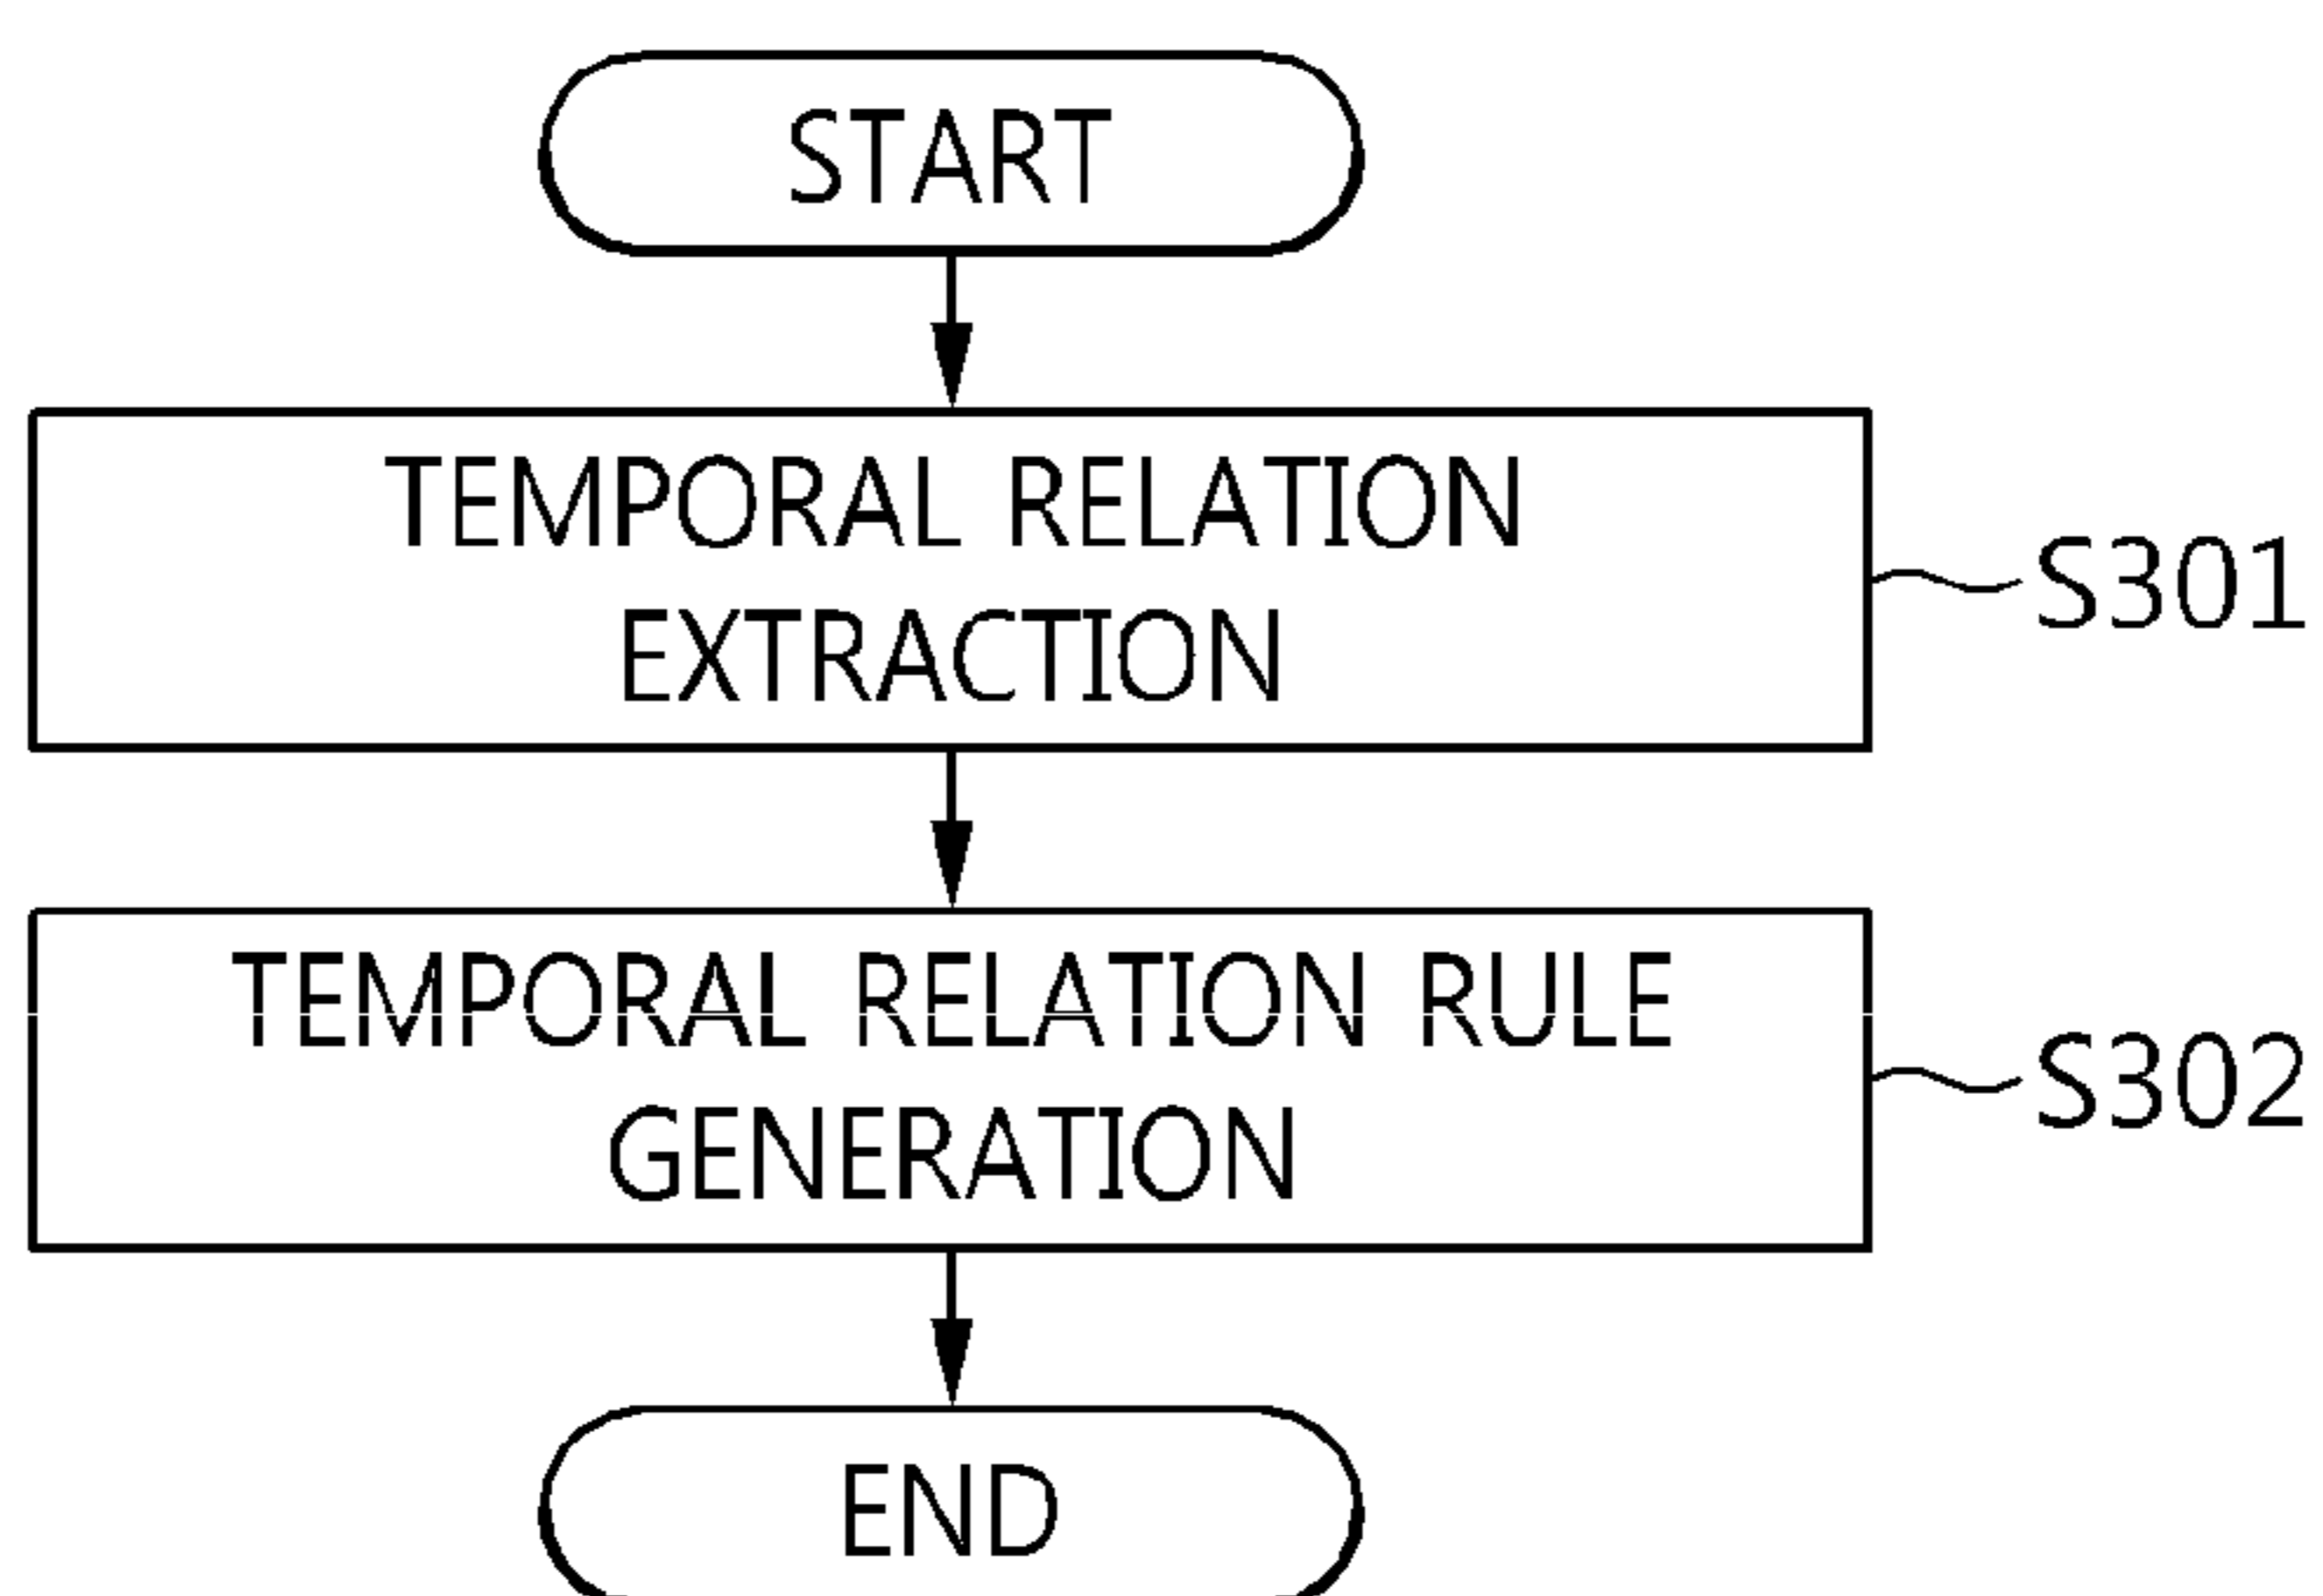 START
TEMPORAL RELATION
EXTRACTION
S301
TEMPORAL RELATION RULE
GENERATION
S302
END